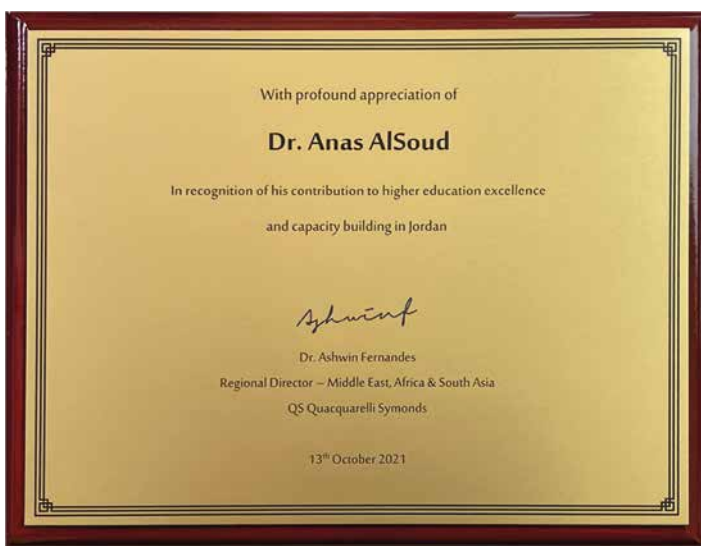 With profound appreciation of
Dr. Anas AlSoud
In recognition of his contribution to higher education excellence
and capacity building in Jordan
Ashwinf
Dr. Ashwin Fernandes
Regional Director – Middle East, Africa & South Asia
QS Quacquarelli Symonds
13th October 2021